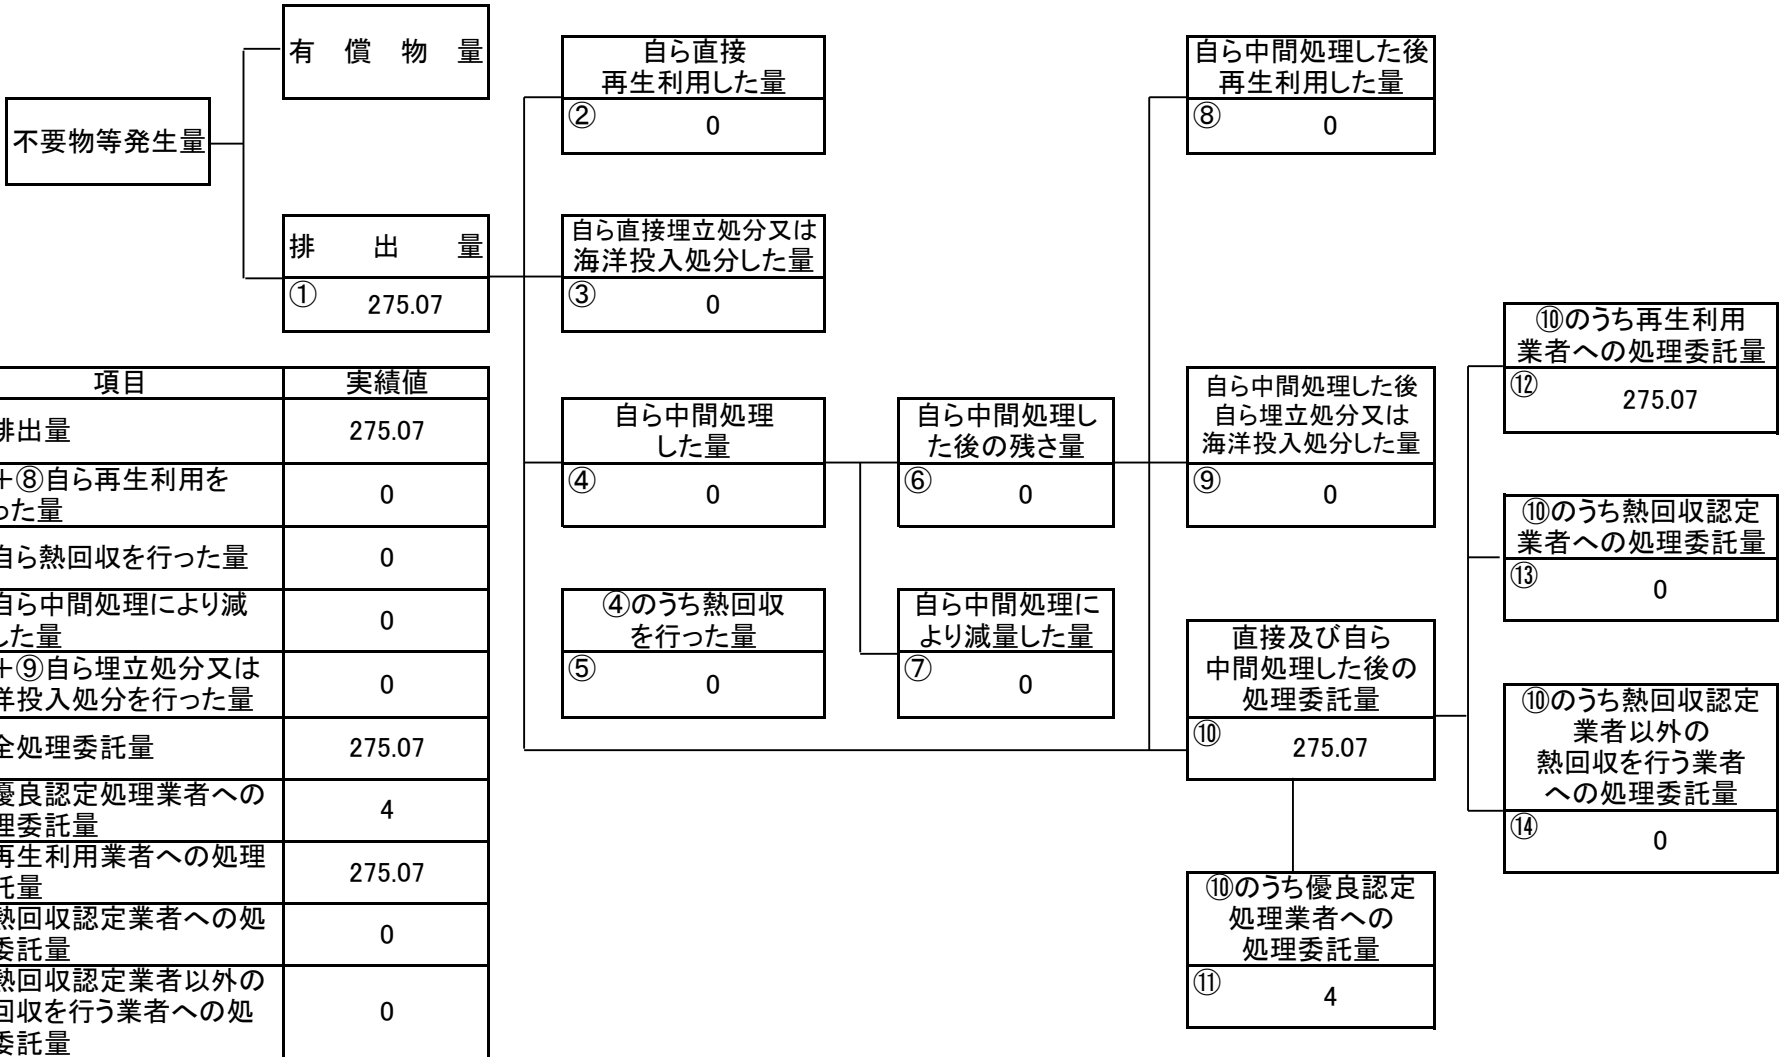 有償物量
不要物等発生量
排出量
① 275.07
自ら直接
再生利用した量
② 0
自ら直接埋立処分又は
海洋投入処分した量
③ 0
自ら中間処理
した量
④ 0
④のうち熱回収
を行った量
⑤ 0
自ら中間処理し
た後の残さ量
⑥ 0
自ら中間処理に
より減量した量
⑦ 0
自ら中間処理した後
再生利用した量
⑧ 0
自ら中間処理した後
自ら埋立処分又は
海洋投入処分した量
⑨ 0
直接及び自ら
中間処理した後の
処理委託量
⑩ 275.07
⑩のうち優良認定
処理業者への
処理委託量
⑪ 4
⑩のうち再生利用
業者への処理委託量
⑫ 275.07
⑩のうち熱回収認定
業者への処理委託量
⑬ 0
⑩のうち熱回収認定
業者以外の
熱回収を行う業者
への処理委託量
⑭ 0
項目 実績値
排出量 275.07
+⑧自ら再生利用を
った量 0
自ら熱回収を行った量 0
自ら中間処理により減
した量 0
+⑨自ら埋立処分又は
洋投入処分を行った量 0
全処理委託量 275.07
優良認定処理業者への
理委託量 4
再生利用業者への処理
託量 275.07
熱回収認定業者への処
委託量 0
熱回収認定業者以外の
回収を行う業者への処
委託量 0